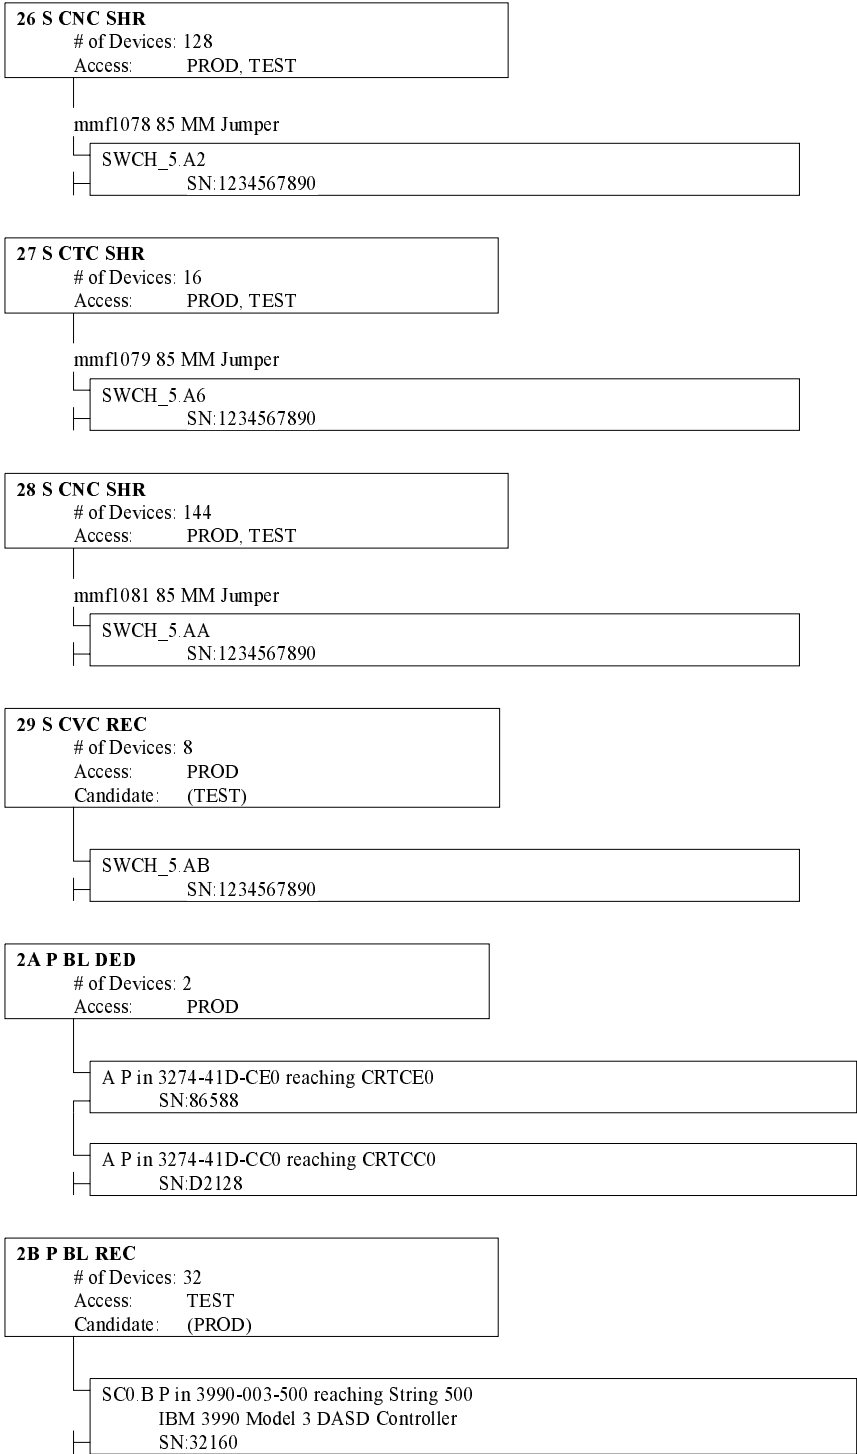 26 S CNC SHR
# of Devices: 128
Access: PROD, TEST
mmf1078 85 MM Jumper
SWCH_5.A2
SN:1234567890
27 S CTC SHR
# of Devices: 16
Access: PROD, TEST
mmf1079 85 MM Jumper
SWCH_5.A6
SN:1234567890
28 S CNC SHR
# of Devices: 144
Access: PROD, TEST
mmf1081 85 MM Jumper
SWCH_5.AA
SN:1234567890
29 S CVC REC
# of Devices: 8
Access: PROD
Candidate: (TEST)
SWCH_5.AB
SN:1234567890
2A P BL DED
# of Devices: 2
Access: PROD
A P in 3274-41D-CE0 reaching CRTCE0
SN:86588
A P in 3274-41D-CC0 reaching CRTCC0
SN:D2128
2B P BL REC
# of Devices: 32
Access: TEST
Candidate: (PROD)
SC0.B P in 3990-003-500 reaching String 500
IBM 3990 Model 3 DASD Controller
SN:32160